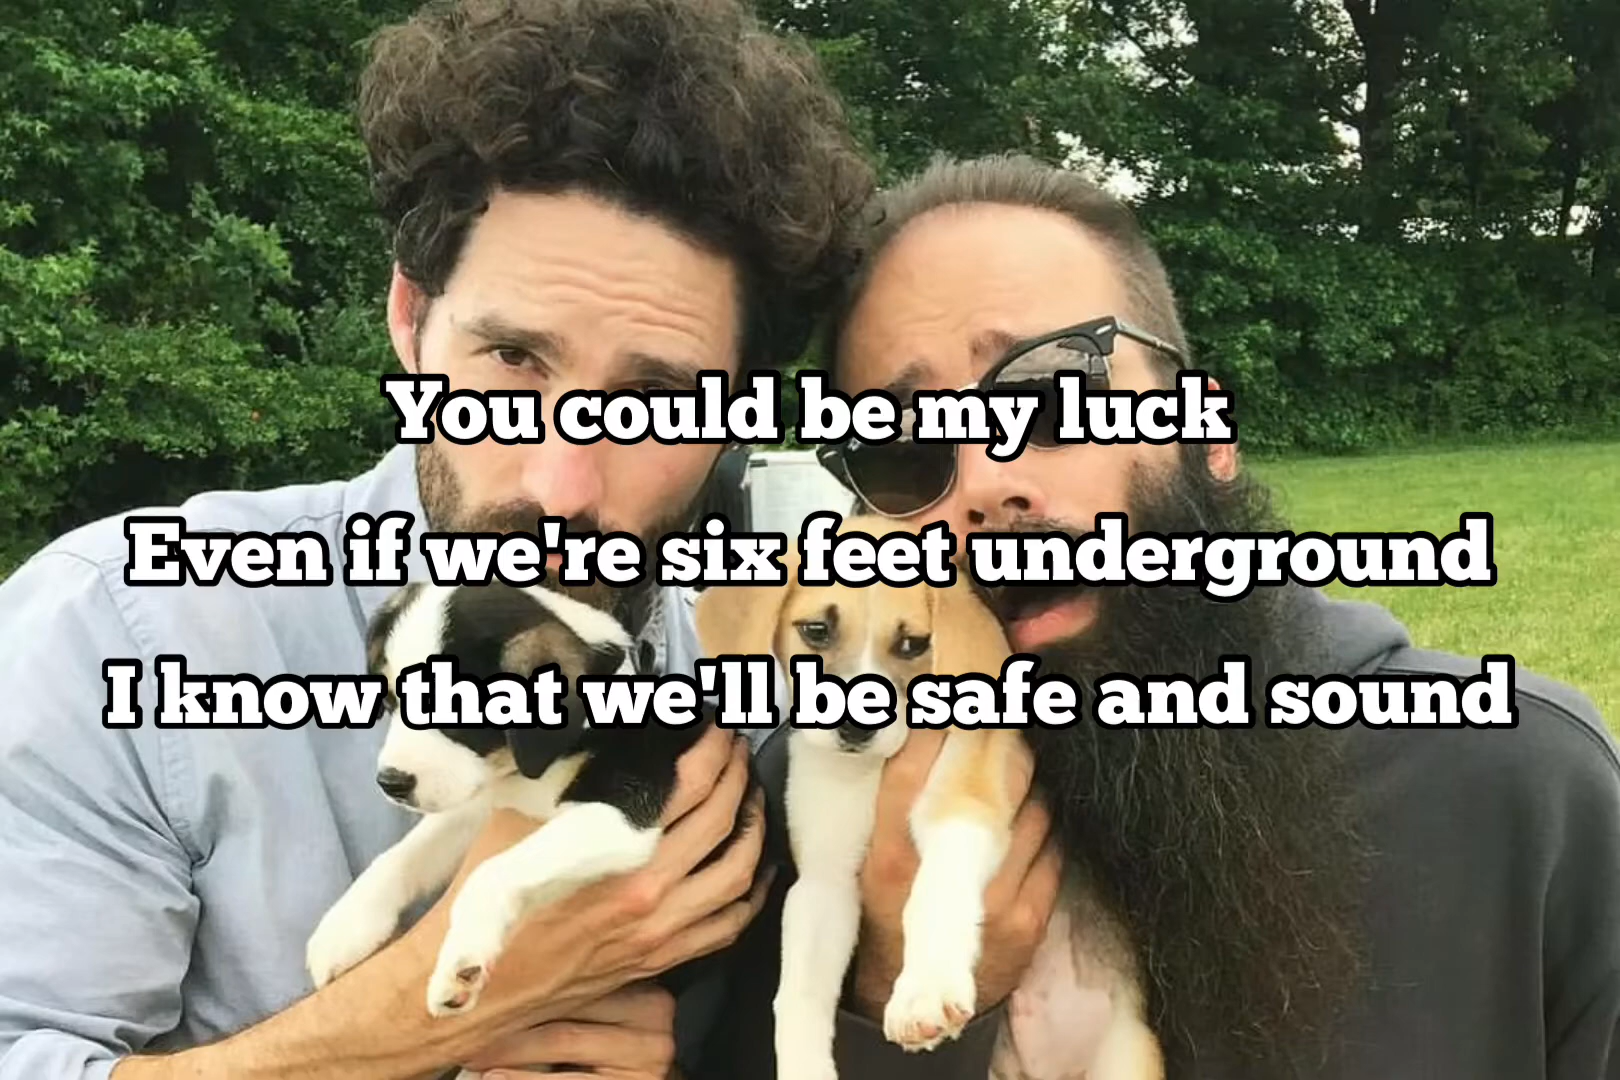 You could be my luck
Even if we're six feet underground
I know that we'll be safe and sound